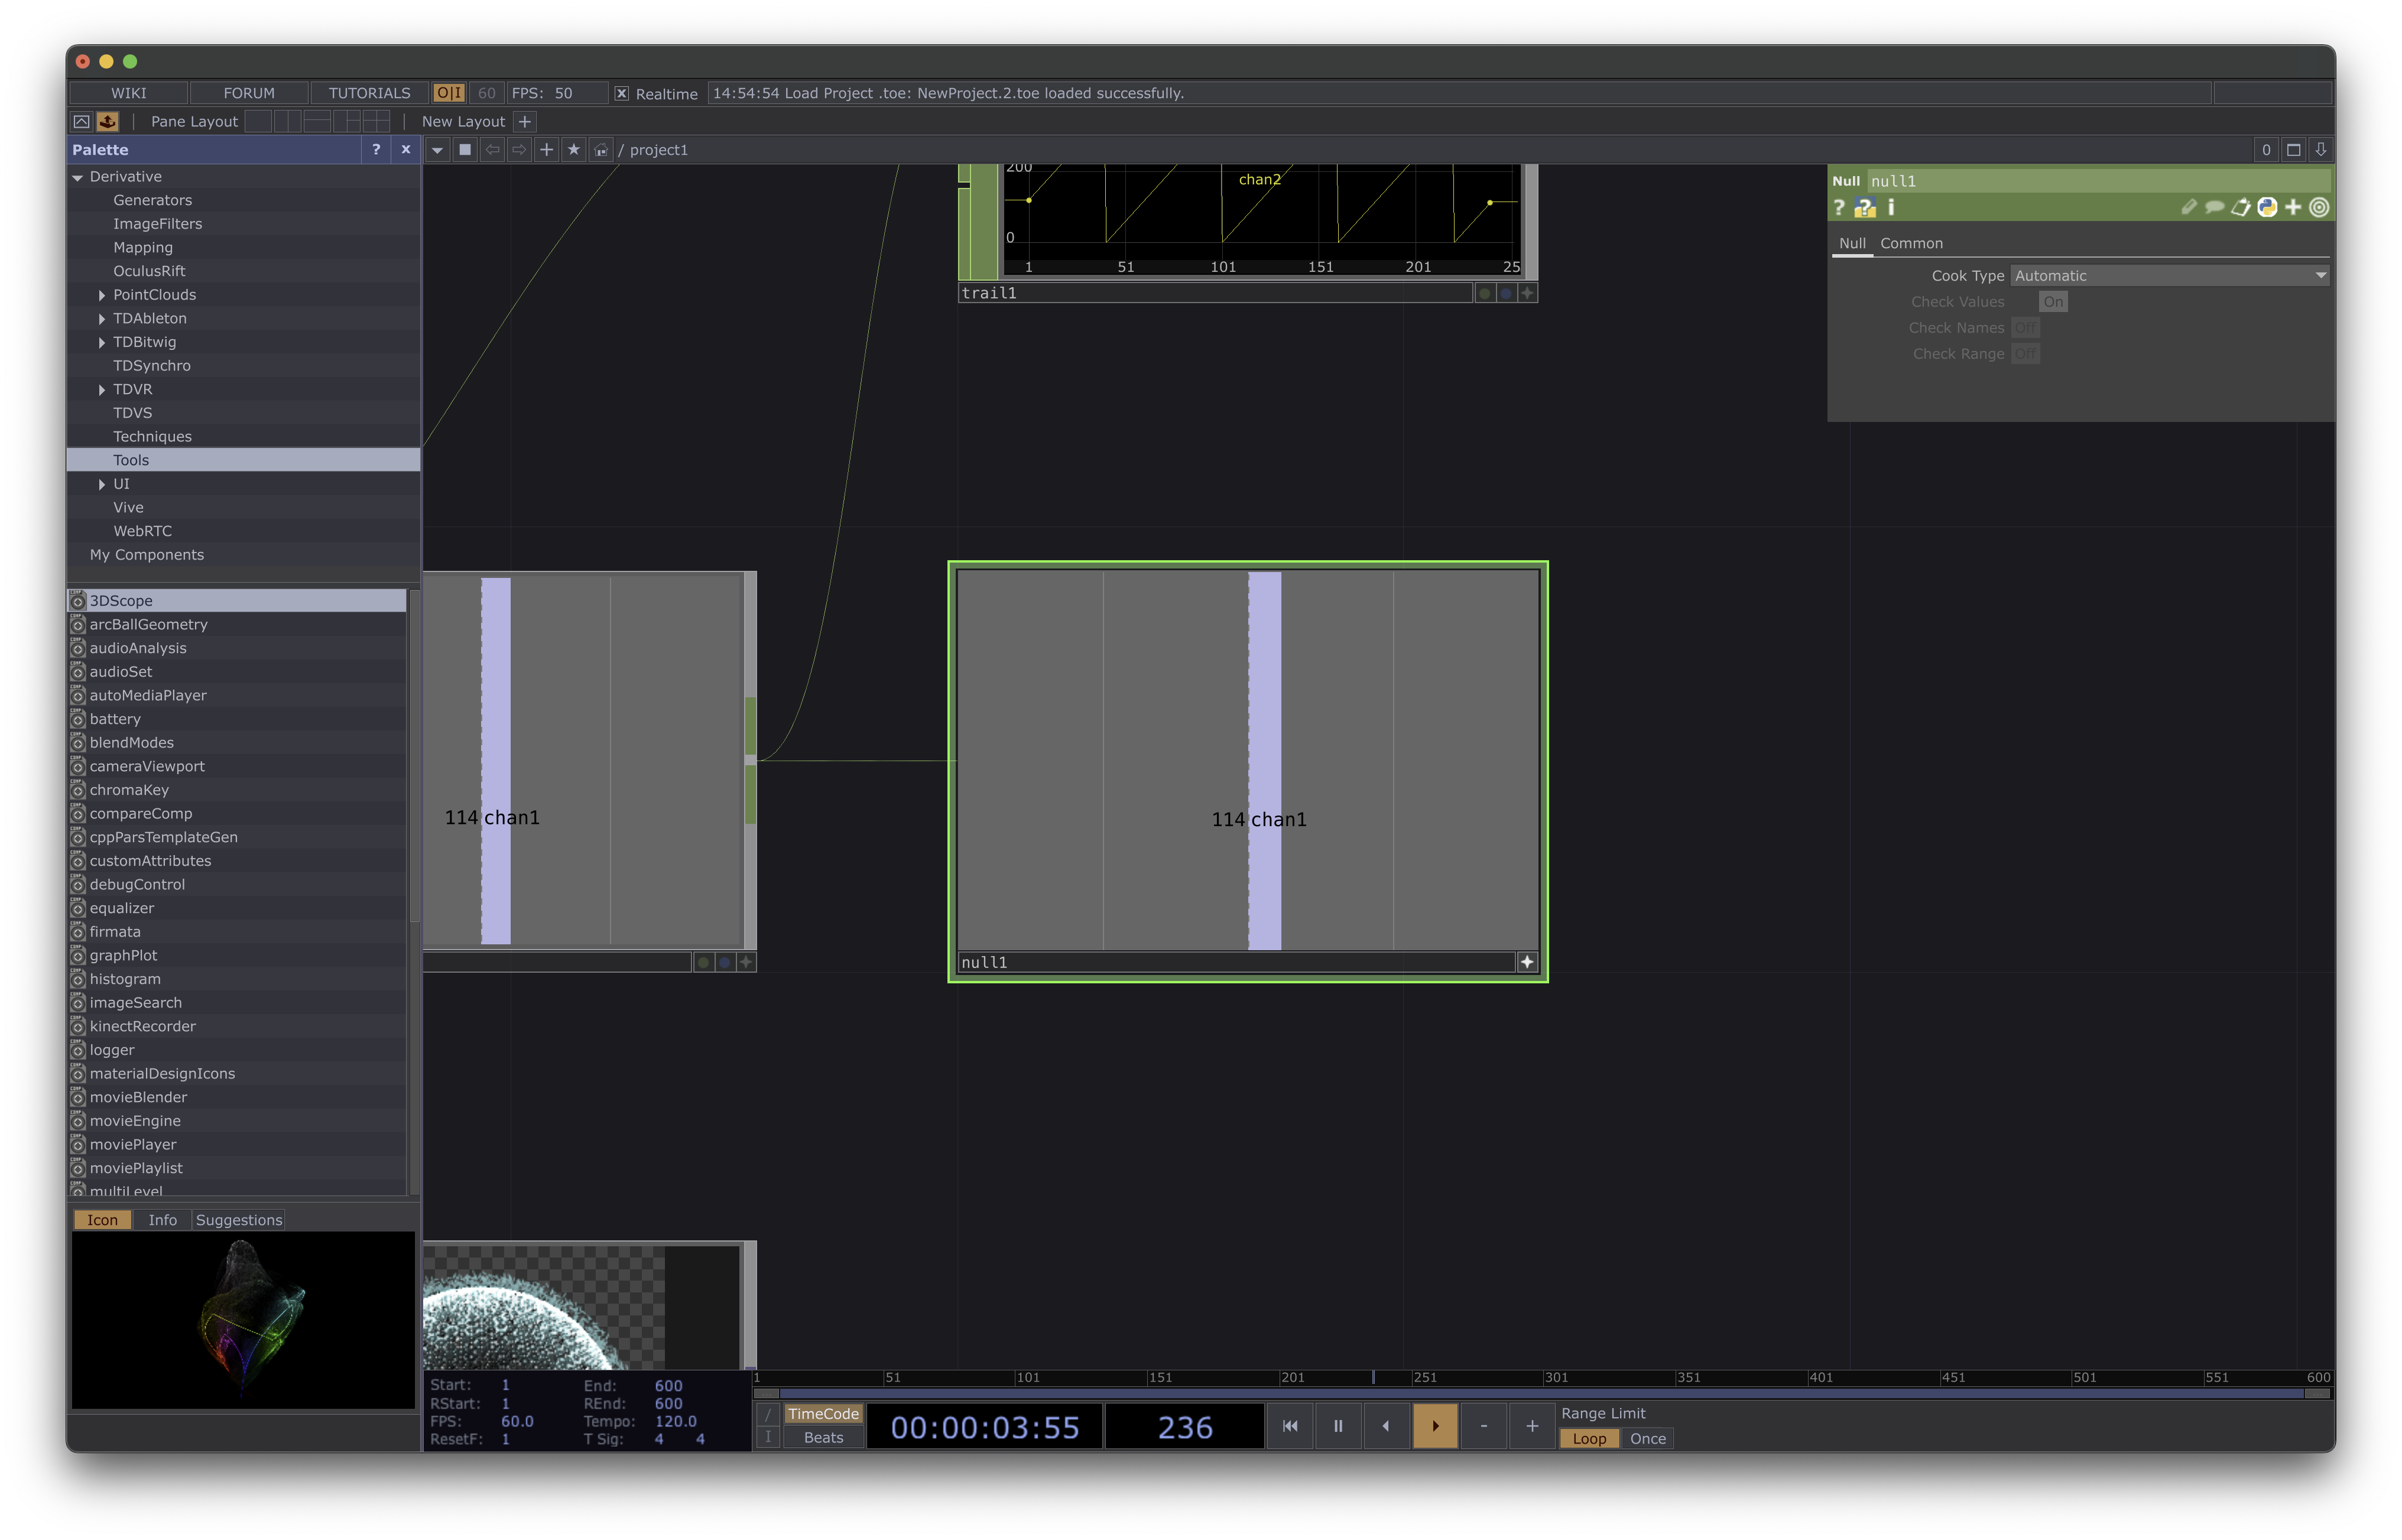 WIKI FORUM TUTORIALS O|I 60 FPS: 50 X Realtime 14:54:54 Load Project .toe: NewProject.2.toe loaded successfully.
Pane Layout New Layout +
Palette ? x / project1 0
Derivative
Generators
ImageFilters
Mapping
OculusRift
PointClouds
TDAbleton
TDBitwig
TDSynchro
TDVR
TDVS
Techniques
Tools
UI
Vive
WebRTC
My Components
3DScope
arcBallGeometry
audioAnalysis
audioSet
autoMediaPlayer
battery
blendModes
cameraViewport
chromaKey
compareComp
cppParsTemplateGen
customAttributes
debugControl
equalizer
firmata
graphPlot
histogram
imageSearch
kinectRecorder
logger
materialDesignIcons
movieBlender
movieEngine
moviePlayer
moviePlaylist
multiLevel
Icon Info Suggestions
200
chan2
0
1 51 101 151 201 25
trail1
114 chan1
114 chan1
null1
Null null1
? ? i
Null Common
Cook Type Automatic
Check Values On
Check Names Off
Check Range Off
1 51 101 151 201 251 301 351 401 451 501 551 600
Start: 1 End: 600
RStart: 1 REnd: 600
FPS: 60.0 Tempo: 120.0
ResetF: 1 T Sig: 4 4
/ TimeCode
I Beats
00:00:03:55 236 - +
Range Limit
Loop Once